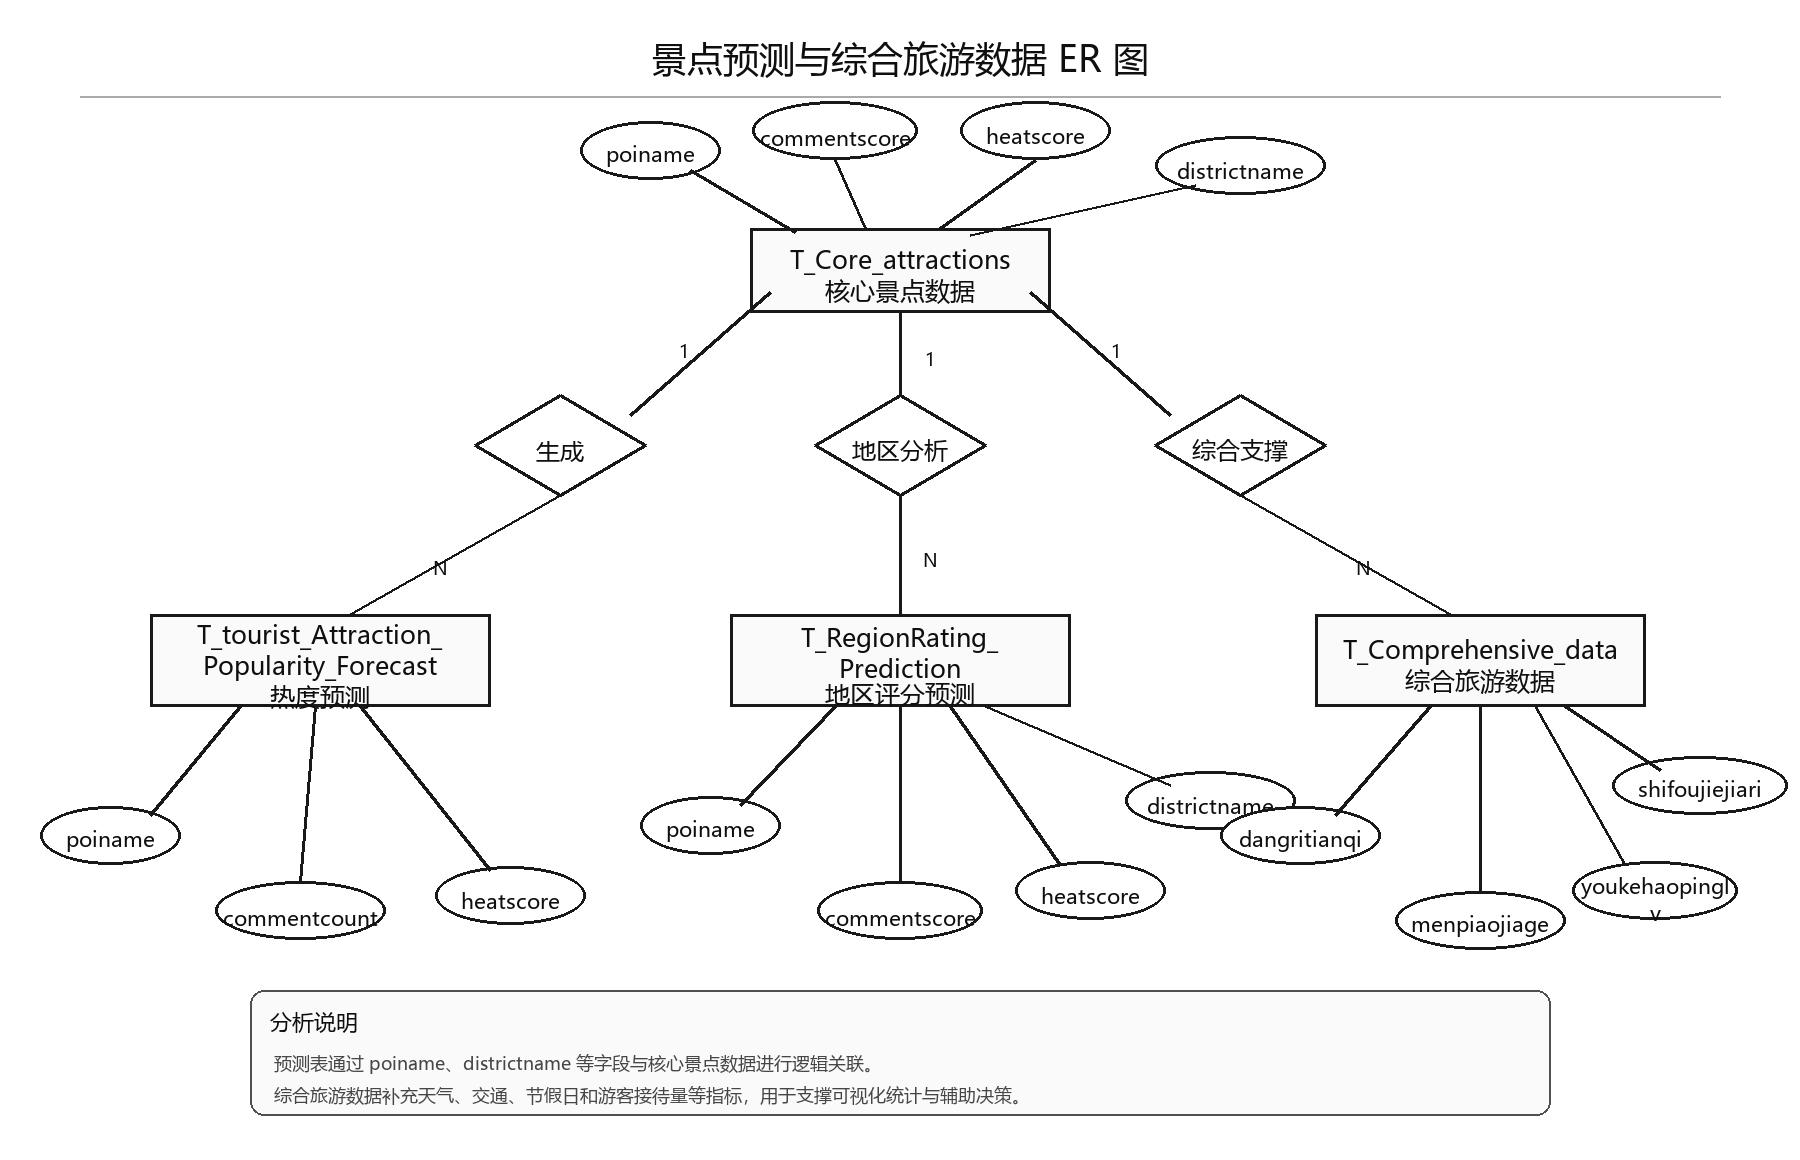 景点预测与综合旅游数据 ER 图
poiname
commentscore
heatscore
districtname
T_Core_attractions
核心景点数据
1
1
1
生成
地区分析
综合支撑
N
N
N
T_tourist_Attraction_
Popularity_Forecast
热度预测
T_RegionRating_
Prediction
地区评分预测
T_Comprehensive_data
综合旅游数据
poiname
commentcount
heatscore
poiname
commentscore
heatscore
districtname
dangritianqi
menpiaojiage
youkehaopingl
v
shifoujiejiari
分析说明
预测表通过 poiname、districtname 等字段与核心景点数据进行逻辑关联。
综合旅游数据补充天气、交通、节假日和游客接待量等指标，用于支撑可视化统计与辅助决策。